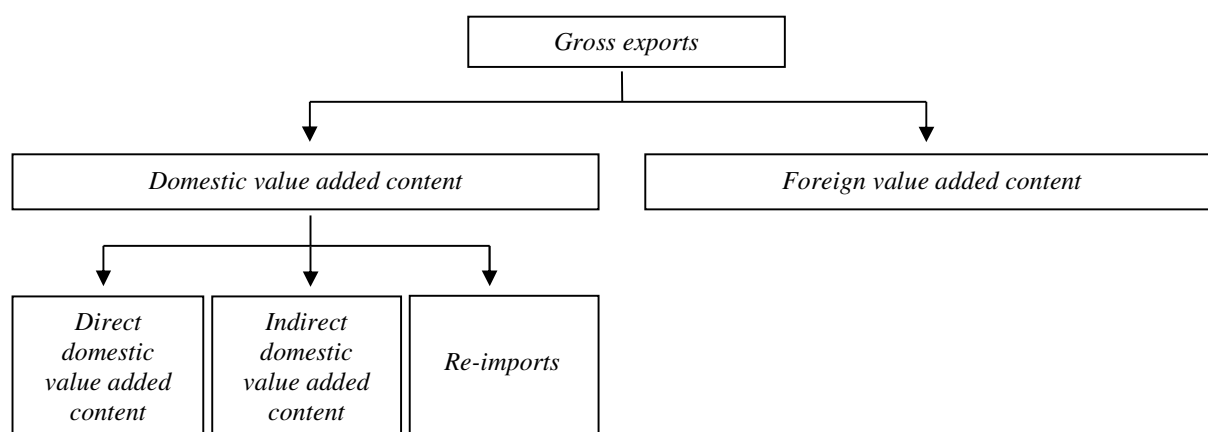 Gross exports
Domestic value added content
Foreign value added content
Direct
domestic
value added
content
Indirect
domestic
value added
content
Re-imports